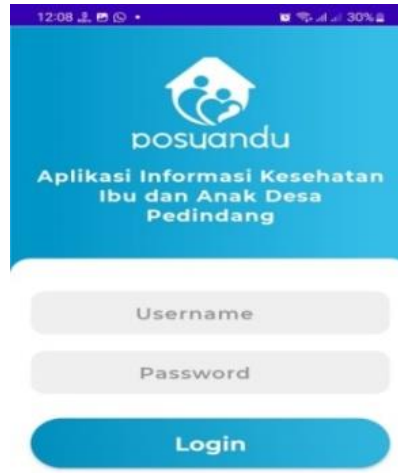 12:08 30%
posyandu
Aplikasi Informasi Kesehatan
Ibu dan Anak Desa
Pedindang
Username
Password
Login